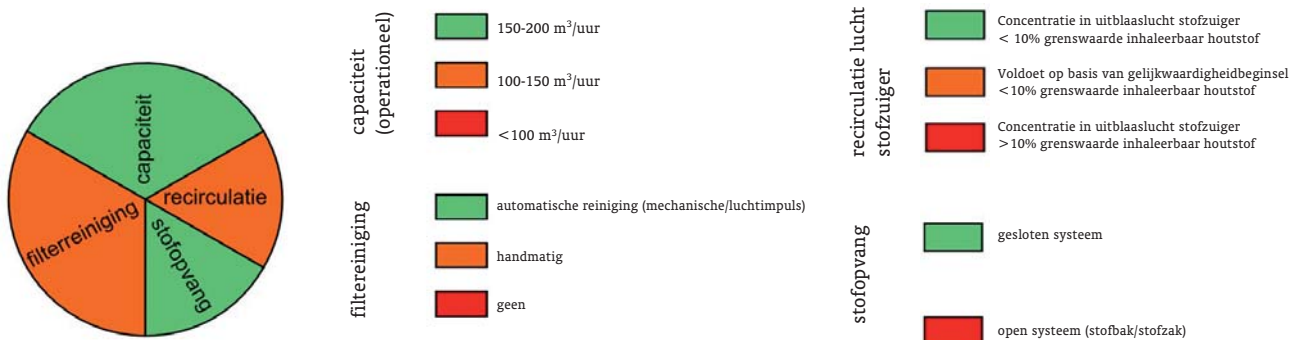 capaciteit
recirculatie
stofopvang
filterreiniging
capaciteit
(operationeel)
150-200 m³/uur
100-150 m³/uur
<100 m³/uur
filtereiniging
automatische reiniging (mechanische/luchtimpuls)
handmatig
geen
recirculatie lucht
stofzuiger
Concentratie in uitblaaslucht stofzuiger
< 10% grenswaarde inhaleerbaar houtstof
Voldoet op basis van gelijkwaardigheidbeginsel
<10% grenswaarde inhaleerbaar houtstof
Concentratie in uitblaaslucht stofzuiger
>10% grenswaarde inhaleerbaar houtstof
stofopvang
gesloten systeem
open systeem (stofbak/stofzak)